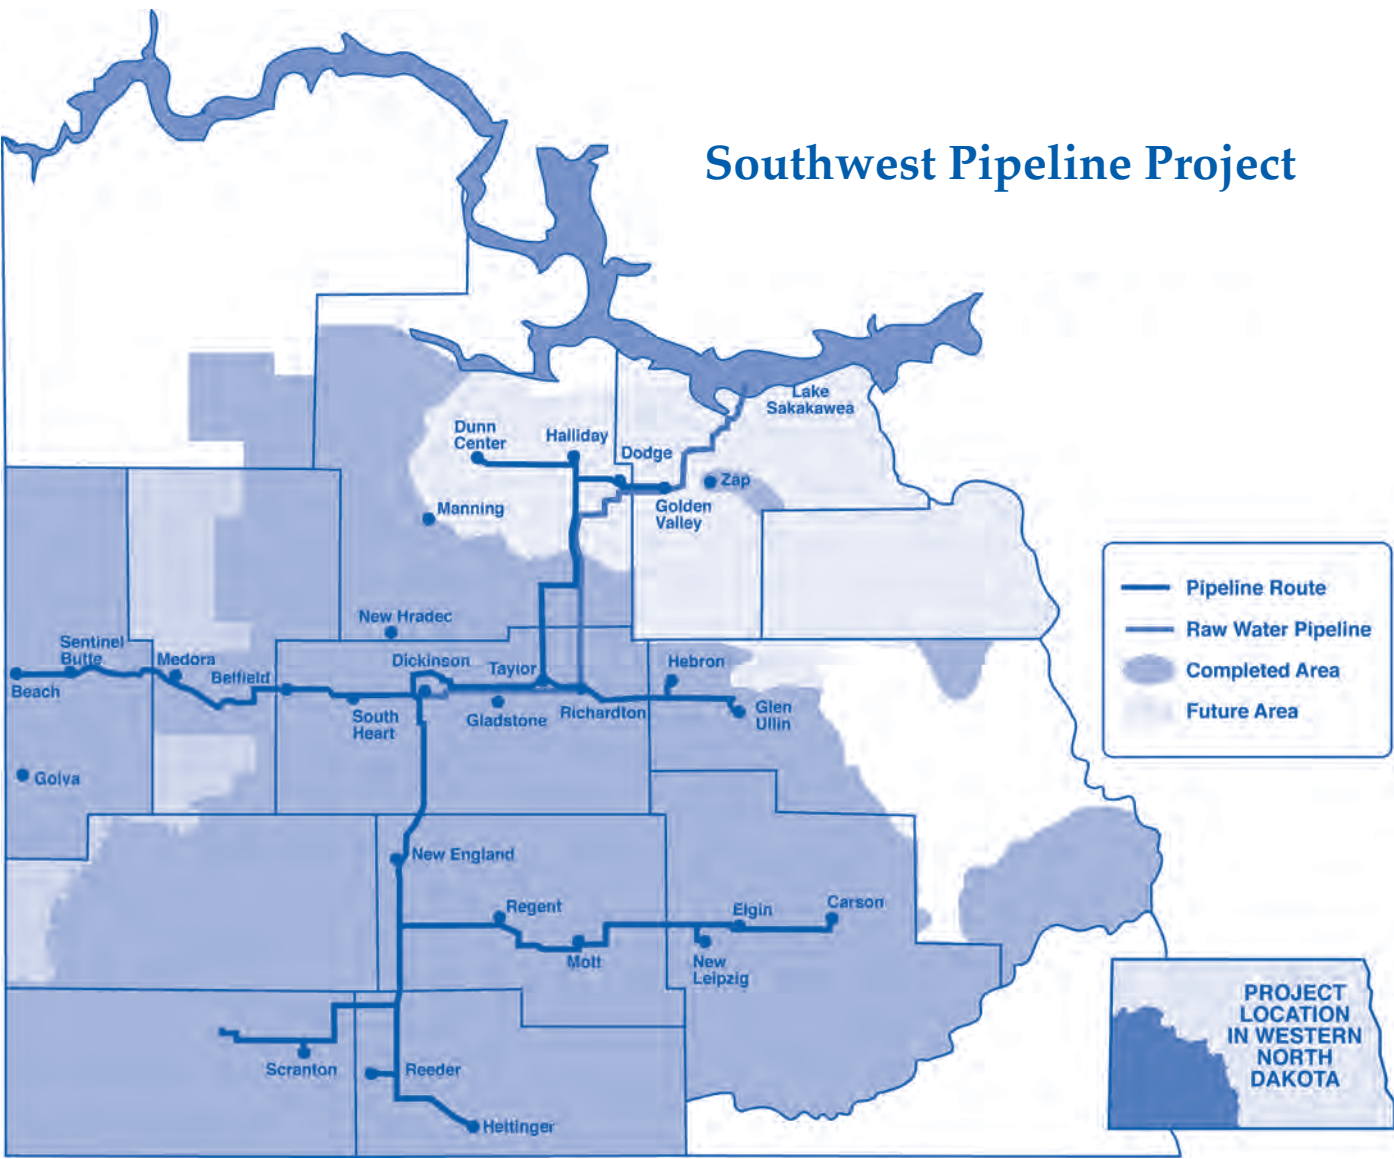 Southwest Pipeline Project
Lake
Sakakawea
Dunn
Center
Halliday
Dodge
Zap
Golden
Valley
Manning
Pipeline Route
Raw Water Pipeline
Completed Area
Future Area
New Hradec
Sentinel
Butte
Medora
Belfield
Dickinson
Taylor
Hebron
Beach
South
Heart
Gladstone
Richardton
Glen
Ullin
Golva
New England
Regent
Mott
Elgin
Carson
New
Leipzig
Scranton
Reeder
Hettinger
PROJECT
LOCATION
IN WESTERN
NORTH
DAKOTA